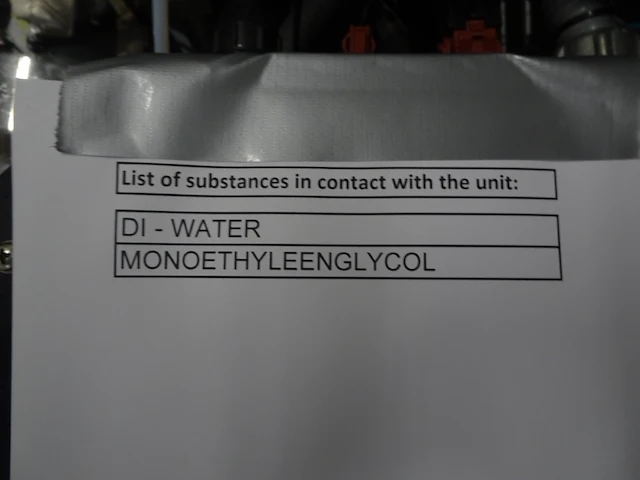 List of substances in contact with the unit:
DI - WATER
MONOETHYLEENGLYCOL